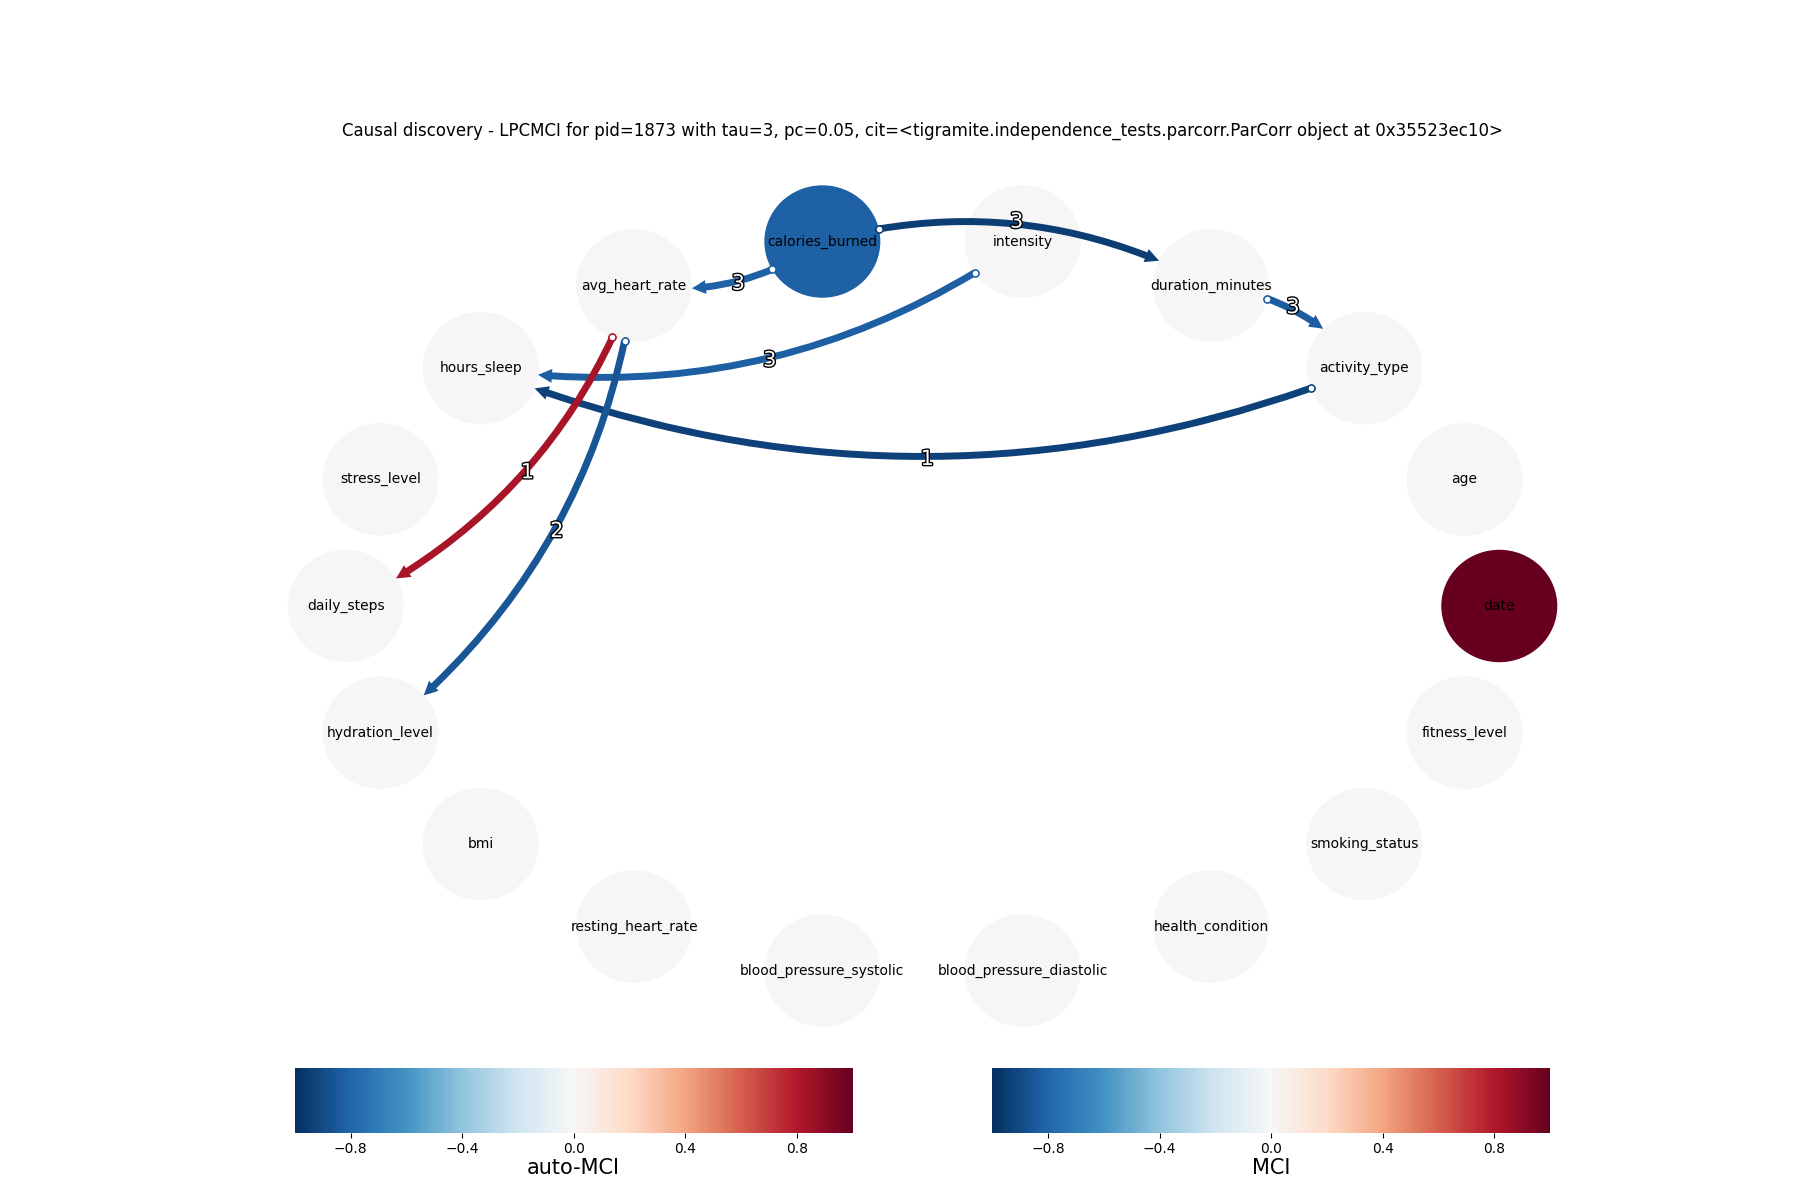 Causal discovery - LPCMCI for pid=1873 with tau=3, pc=0.05, cit=<tigramite.independence_tests.parcorr.ParCorr object at 0x35523ec10>
3
calories_burned
intensity
avg_heart_rate
3
duration_minutes
3
3
hours_sleep
activity_type
1
1
stress_level
age
2
daily_steps
date
hydration_level
fitness_level
bmi
smoking_status
resting_heart_rate
health_condition
blood_pressure_systolic
blood_pressure_diastolic
−0.8 −0.4 0.0 0.4 0.8
auto-MCI
−0.8 −0.4 0.0 0.4 0.8
MCI